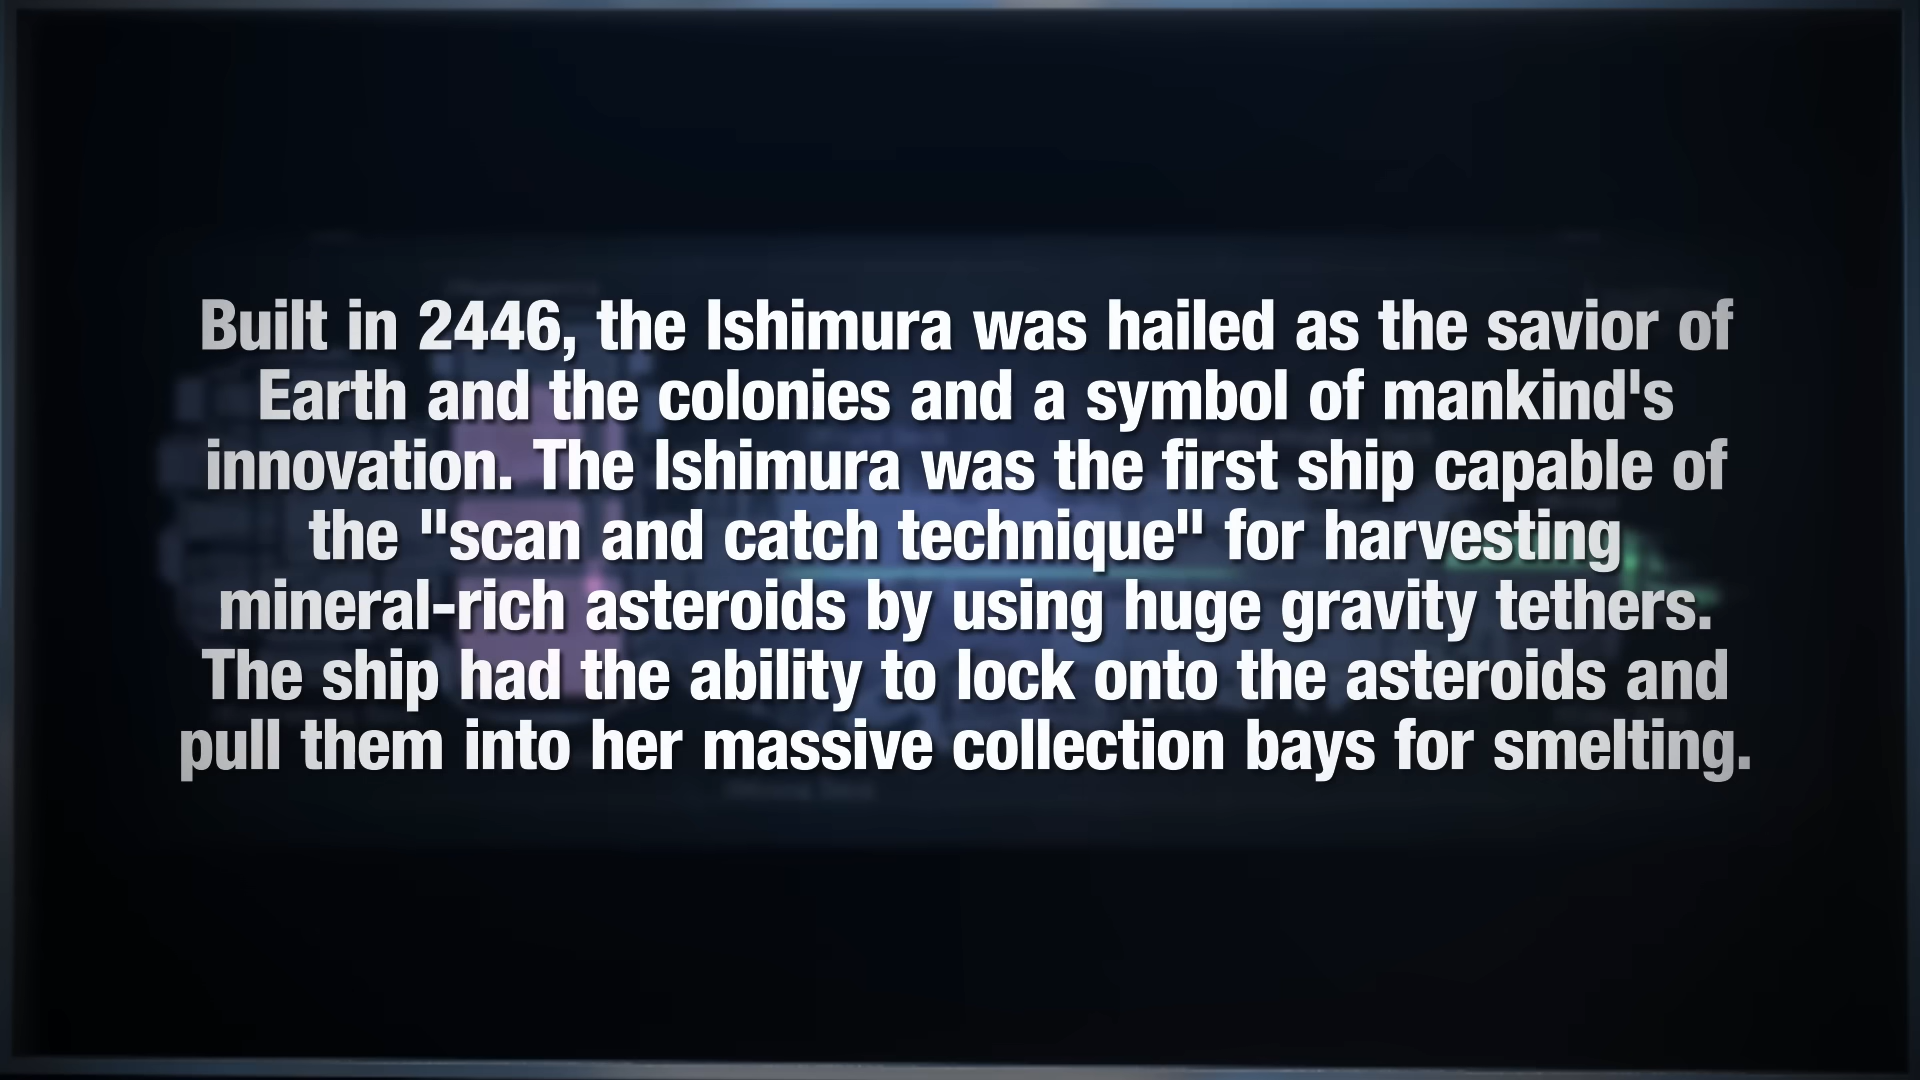 Built in 2446, the Ishimura was hailed as the savior of
Earth and the colonies and a symbol of mankind's
innovation. The Ishimura was the first ship capable of
the "scan and catch technique" for harvesting
mineral-rich asteroids by using huge gravity tethers.
The ship had the ability to lock onto the asteroids and
pull them into her massive collection bays for smelting.